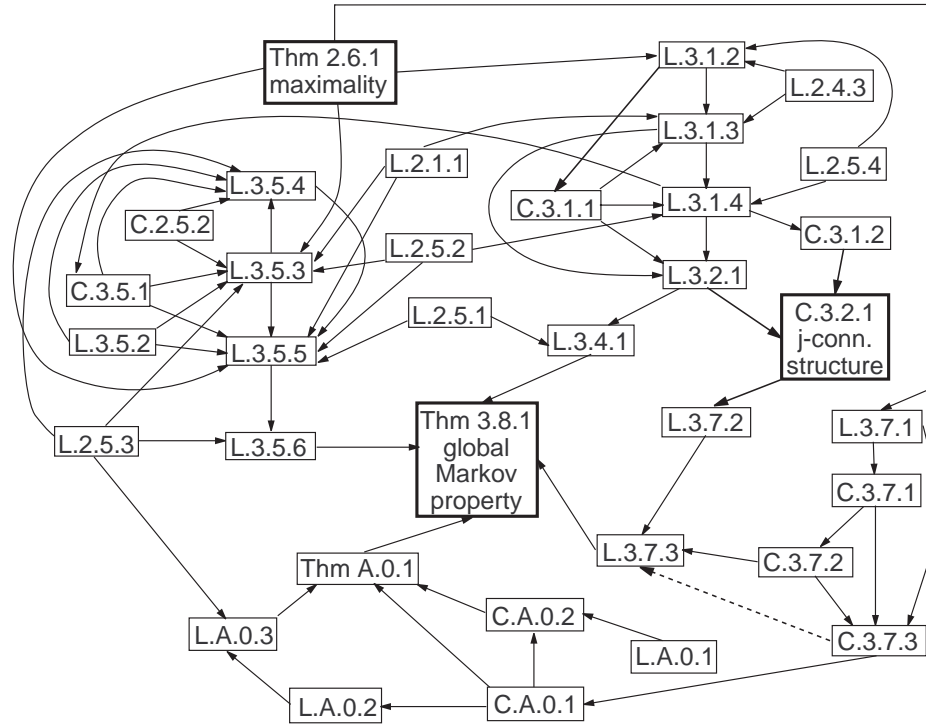 Thm 2.6.1
maximality
L.3.1.2
L.2.4.3
L.3.1.3
L.2.1.1
L.2.5.4
L.3.5.4
C.3.1.1
L.3.1.4
C.2.5.2
C.3.1.2
L.2.5.2
L.3.5.3
L.3.2.1
C.3.5.1
L.2.5.1
C.3.2.1
j-conn.
structure
L.3.5.2
L.3.5.5
L.3.4.1
Thm 3.8.1
global
Markov
property
L.3.7.2
L.3.7.1
L.2.5.3
L.3.5.6
C.3.7.1
L.3.7.3
C.3.7.2
Thm A.0.1
C.A.0.2
L.A.0.3
C.3.7.3
L.A.0.1
L.A.0.2
C.A.0.1